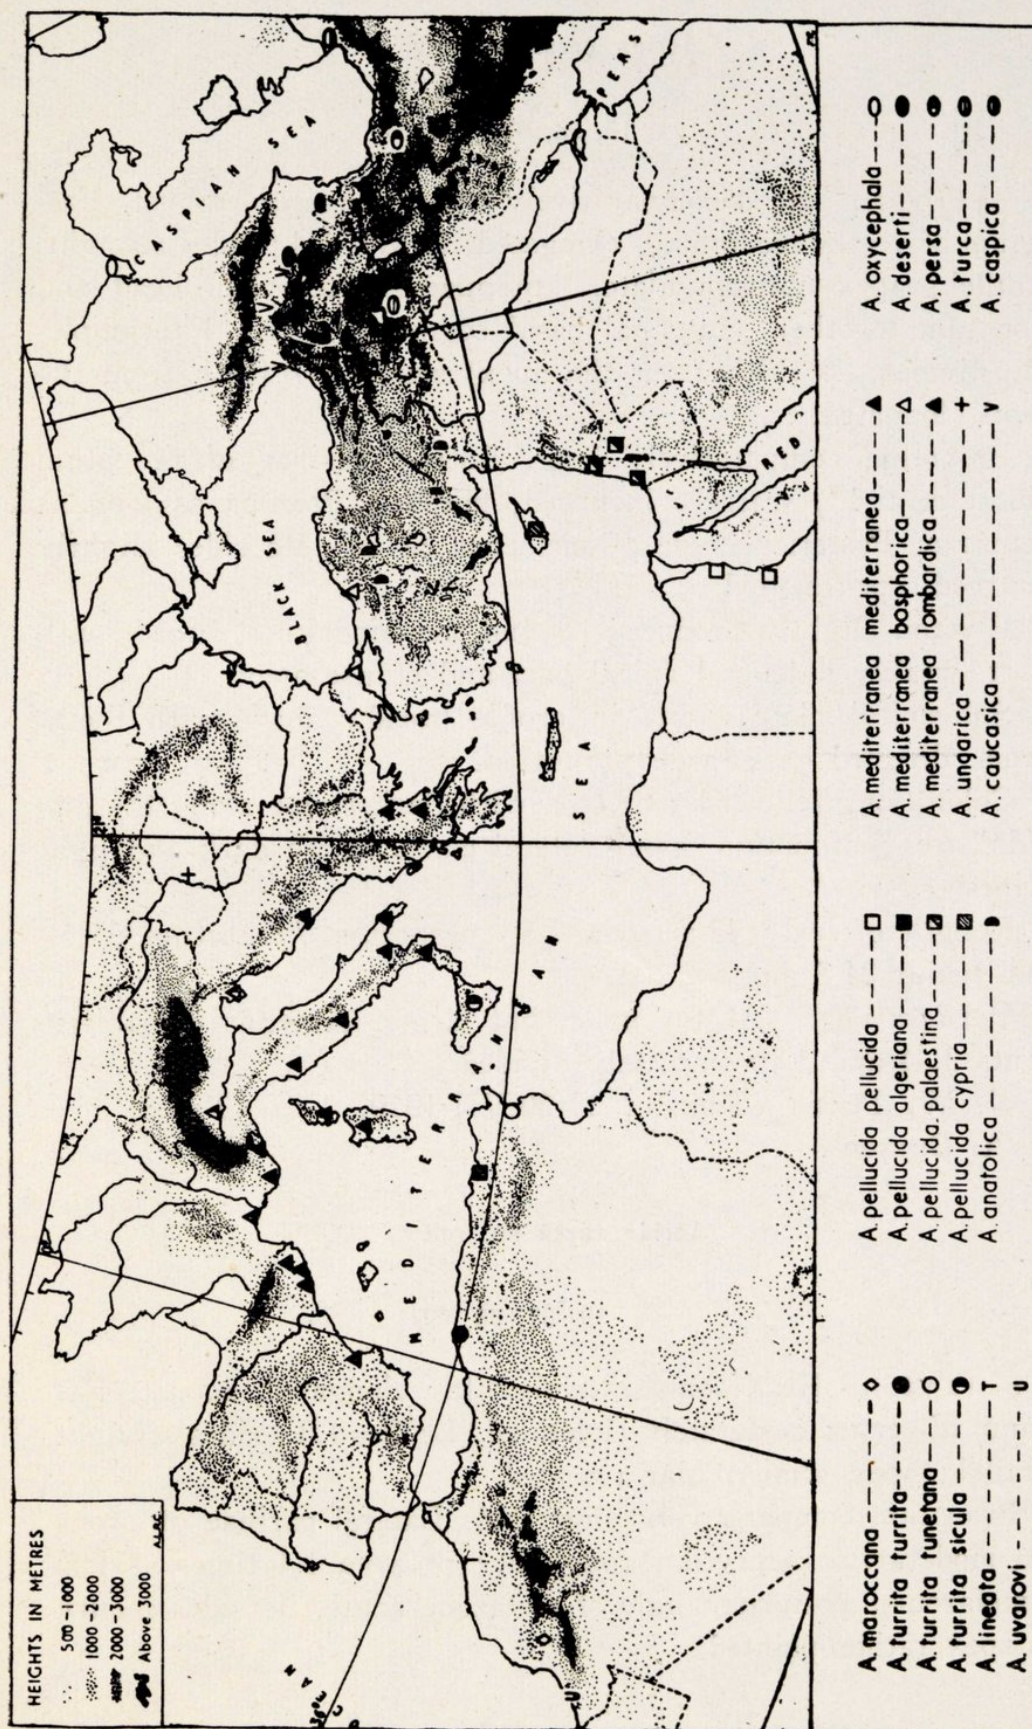 HEIGHTS IN METRES
500-1000
1000-2000
2000-3000
Above 3000
CASPIAN SEA
BLACK SEA
PERS
RED
MEDITERRANEAN
SEA
A. maroccana
A. turrita turrita
A. turrita tunetana
A. turrita sicula
A. lineata T
A. uvarovi U
A. pellucida pellucida
A. pellucida algeriana
A. pellucida palaestina
A. pellucida cypria
A. anatolica
A. mediterranea mediterranea
A. mediterranea bosphorica
A. mediterranea lombardica
A. ungarica +
A. caucasica V
A. oxycephala
A. deserti
A. persa
A. turca
A. caspica